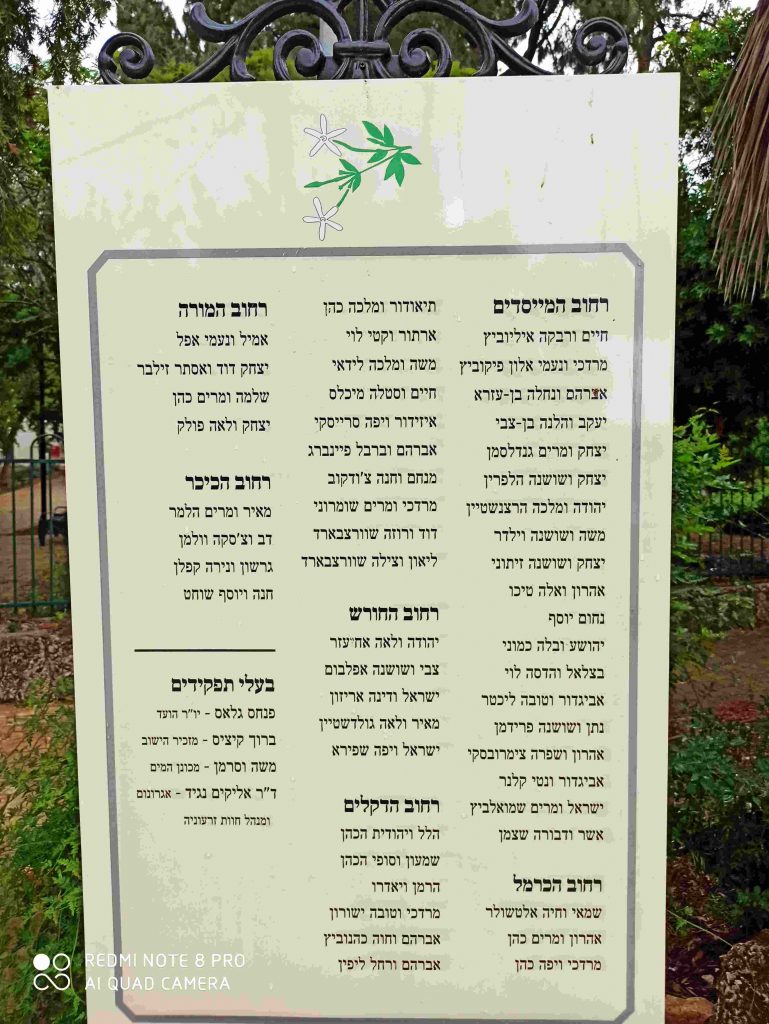 רחוב המייסדים
חיים ורבקה איליוביץ
מרדכי ונעמי אלון פיקוביץ
אברהם ונחלה בן-עזרא
יעקב והלנה בן-צבי
יצחק ומרים גנדלסמן
יצחק ושושנה הלפרין
יהודה ומלכה הרצנשטיין
משה ושושנה וילדר
יצחק ושושנה זיתוני
אהרון ואלה טיכו
נחום יוסף
יהושע ובלה כמוני
בצלאל והדסה לוי
אביגדור וטובה ליכטר
נתן ושושנה פרידמן
אהרון ושפרה צימרובסקי
אביגדור ונטי קלנר
ישראל ומרים שמואלביץ
אשר ודבורה שצמן
רחוב הכרמל
שמאי וחיה אלטשולר
אהרון ומרים כהן
מרדכי ויפה כהן
תיאודור ומלכה כהן
ארתור וקטי לוי
משה ומלכה לידאי
חיים וסטלה מיכלס
איזידור ויפה סרייסקי
אברהם וברבל פיינברג
מנחם וחנה צ'ודקוב
מרדכי ומרים שומרוני
דוד ורוזה שוורצבארד
ליאון וצילה שוורצבארד
רחוב החורש
יהודה ולאה אחיעזר
צבי ושושנה אפלבום
ישראל ודינה אריזון
מאיר ולאה גולדשטיין
ישראל ויפה שפירא
רחוב הדקלים
הלל ויהודית הכהן
שמעון וסופי הכהן
הרמן ויאדרו
מרדכי וטובה ישורון
אברהם וחוה כהנוביץ
אברהם ורחל ליפין
רחוב המורה
אמיל ונעמי אפל
יצחק דוד ואסתר זילבר
שלמה ומרים כהן
יצחק ולאה פולק
רחוב הכיכר
מאיר ומרים הלמר
דב וצ'סקה וולמן
גרשון ונירה קפלן
חנה ויוסף שוחט
בעלי תפקידים
פנחס גלאס - יו"ר הועד
ברוך קיציס - מזכיר הישוב
משה וסרמן - מכונן המים
ד"ר אליקים נגיד - אגרונום
ומנהל חוות זרעוניה
REDMI NOTE 8 PRO
AI QUAD CAMERA